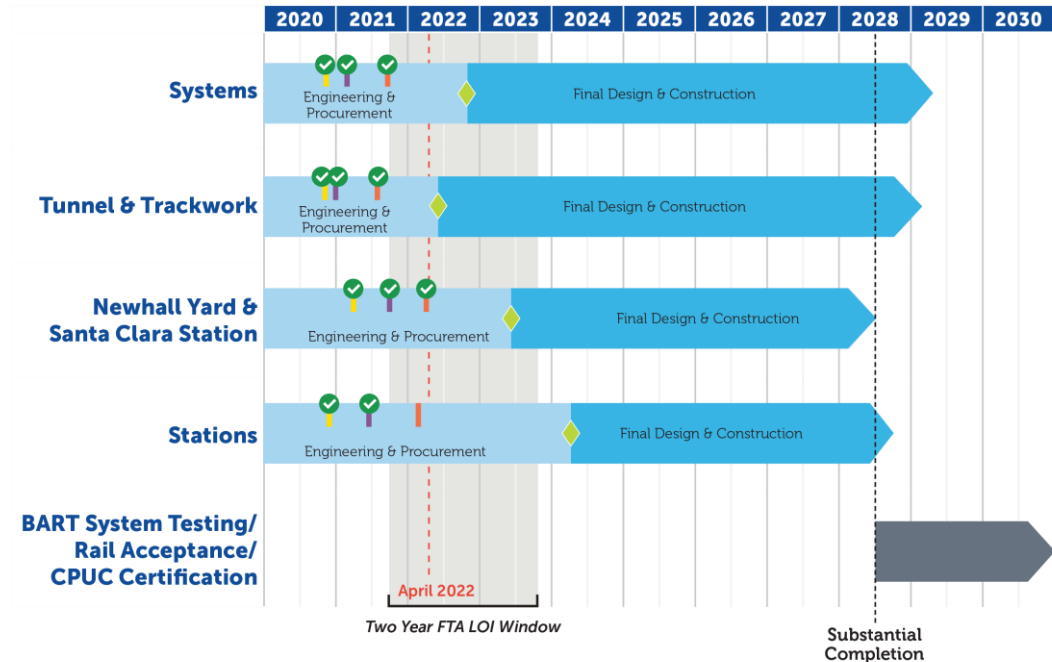 2020 2021 2022 2023 2024 2025 2026 2027 2028 2029 2030
Systems
Engineering &
Procurement
Final Design & Construction
Tunnel & Trackwork
Engineering &
Procurement
Final Design & Construction
Newhall Yard &
Santa Clara Station
Engineering & Procurement
Final Design & Construction
Stations
Engineering & Procurement
Final Design & Construction
BART System Testing/
Rail Acceptance/
CPUC Certification
April 2022
Two Year FTA LOI Window
Substantial
Completion